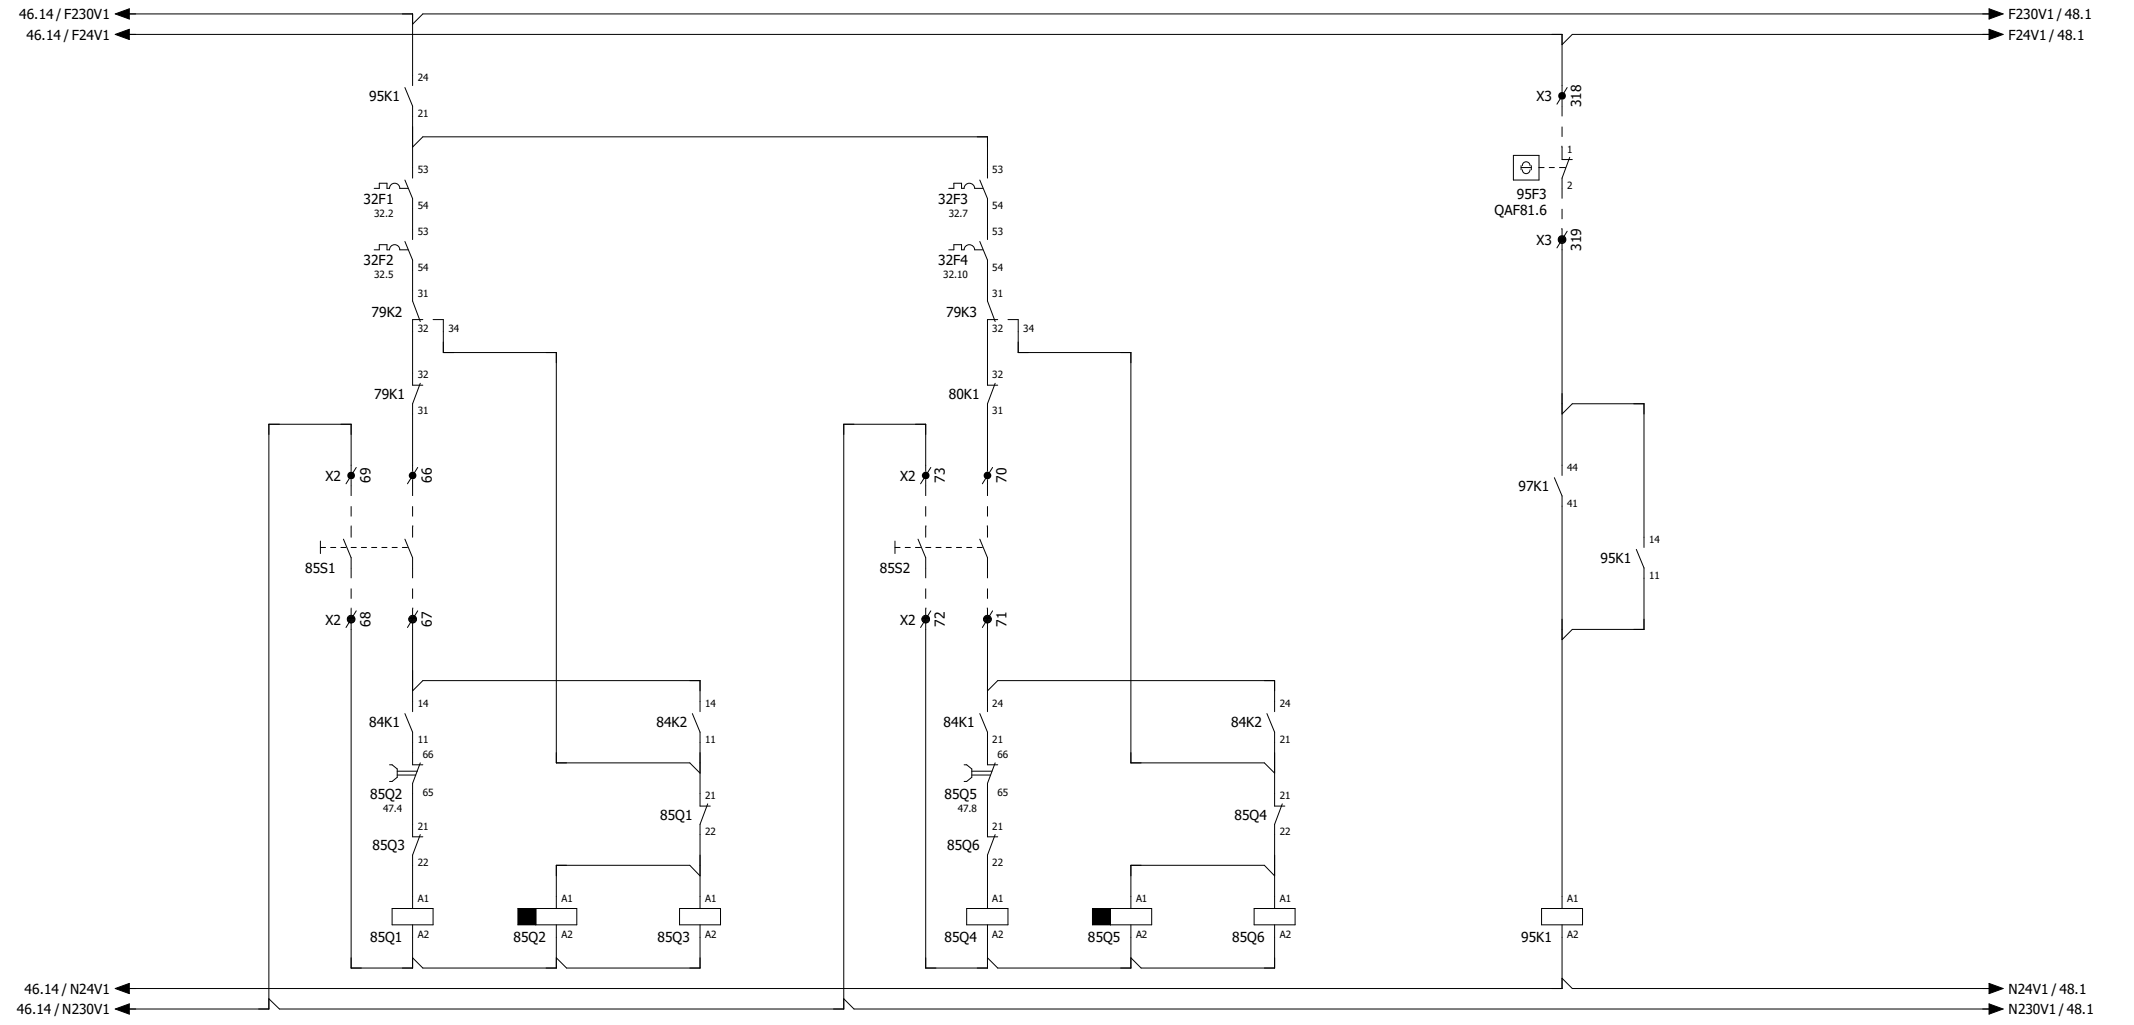 46.14 / F230V1
F230V1 / 48.1
46.14 / F24V1
F24V1 / 48.1
24
95K1
21
X3
318
53
32F1
32.2
54
53
32F3
32.7
54
1
2
95F3
QAF81.6
X3
319
53
32F2
32.5
54
53
32F4
32.10
54
31
79K2
32
34
31
79K3
32
34
32
79K1
31
32
80K1
31
X2
69
66
X2
73
70
44
97K1
41
85S1
85S2
14
95K1
11
X2
68
67
X2
72
71
14
84K1
11
14
84K2
11
24
84K1
21
24
84K2
21
66
85Q2
47.4
65
66
85Q5
47.8
65
21
85Q1
22
21
85Q4
22
21
85Q3
22
21
85Q6
22
A1
85Q1
A2
A1
85Q2
A2
A1
85Q3
A2
A1
85Q4
A2
A1
85Q5
A2
A1
85Q6
A2
A1
95K1
A2
46.14 / N24V1
N24V1 / 48.1
46.14 / N230V1
N230V1 / 48.1